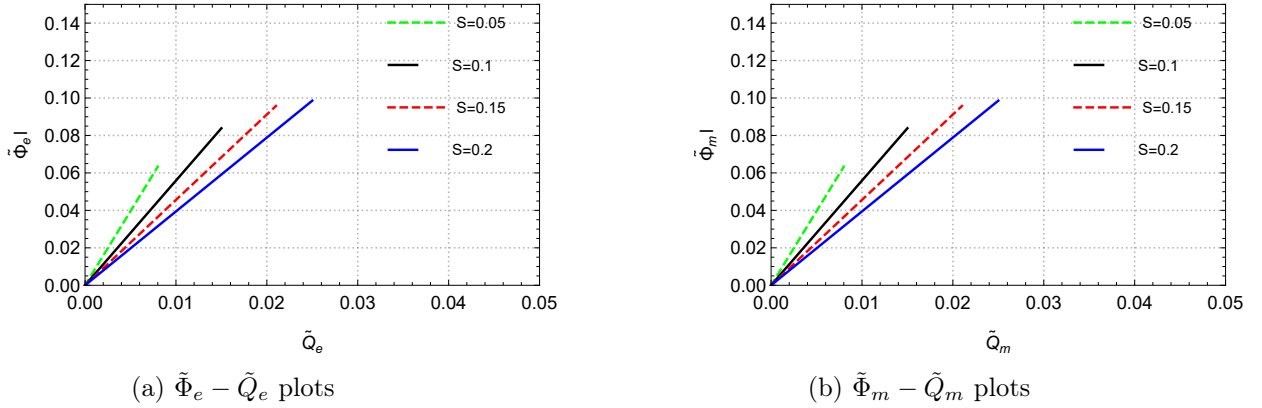 0.14
0.12
0.10
0.08
0.06
0.04
0.02
0.00
Φ̃ₑ|
S=0.05
S=0.1
S=0.15
S=0.2
0.00 0.01 0.02 0.03 0.04 0.05
Q̃ₑ
(a) Φ̃ₑ − Q̃ₑ plots
0.14
0.12
0.10
0.08
0.06
0.04
0.02
0.00
Φ̃ₘ|
S=0.05
S=0.1
S=0.15
S=0.2
0.00 0.01 0.02 0.03 0.04 0.05
Q̃ₘ
(b) Φ̃ₘ − Q̃ₘ plots